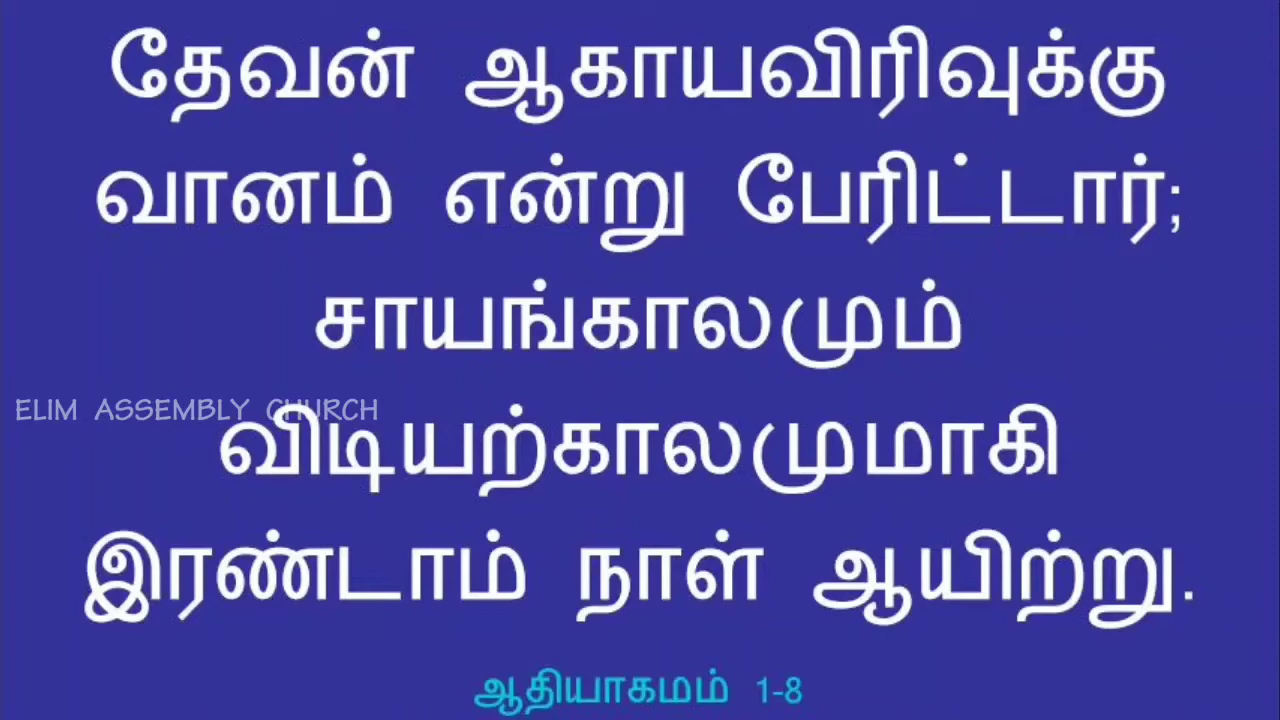 தேவன் ஆகாயவிரிவுக்கு
வானம் என்று பேரிட்டார்;
சாயங்காலமும்
ELIM ASSEMBLY CHURCH
விடியற்காலமுமாகி
இரண்டாம் நாள் ஆயிற்று.
ஆதியாகமம் 1-8